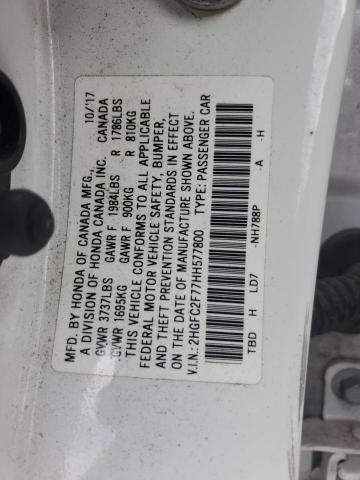 MFD. BY HONDA OF CANADA MFG., 10/17
A DIVISION OF HONDA CANADA INC. CANADA
GVWR 3737LBS GAWR F 1984LBS R 1786LBS
GVWR 1695KG GAWR F 900KG R 810KG
THIS VEHICLE CONFORMS TO ALL APPLICABLE
FEDERAL MOTOR VEHICLE SAFETY, BUMPER,
AND THEFT PREVENTION STANDARDS IN EFFECT
ON THE DATE OF MANUFACTURE SHOWN ABOVE.
V.I.N.: 2HGFC2F77HH577800 TYPE: PASSENGER CAR
TBD H LD7 -NH788P -A -H